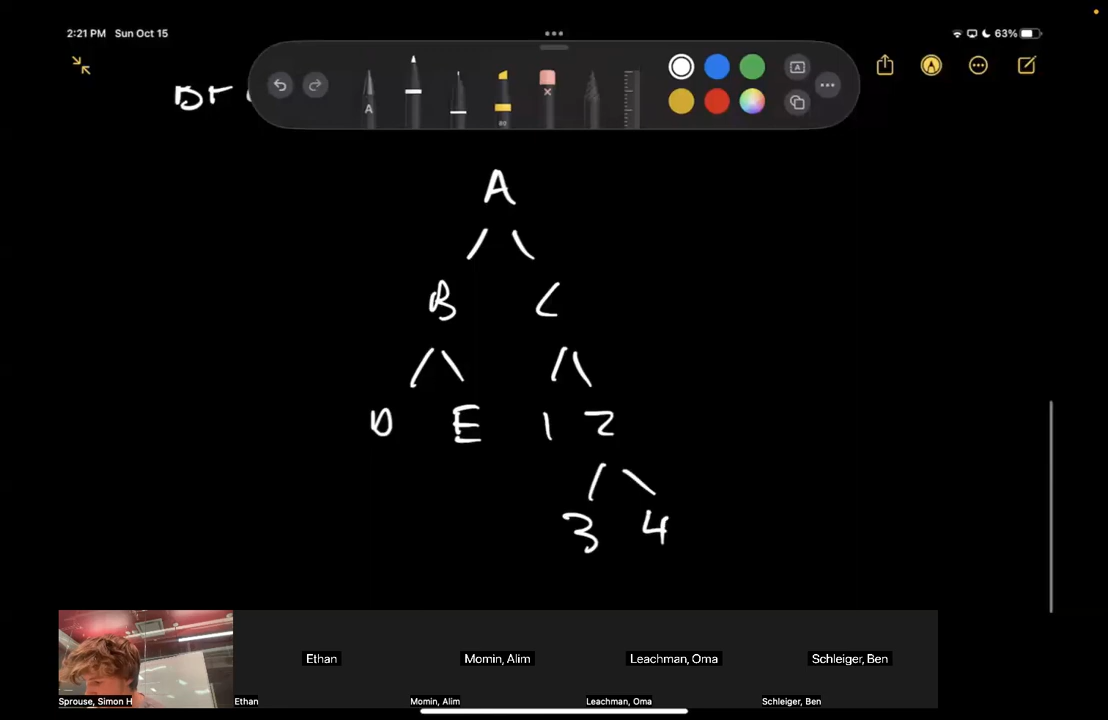 2:21 PM Sun Oct 15 63%
A
80
A
A
B C
D E 1 2
3 4
Ethan
Momin, Alim
Leachman, Oma
Schleiger, Ben
Sprouse, Simon H
Ethan
Momin, Alim
Leachman, Oma
Schleiger, Ben